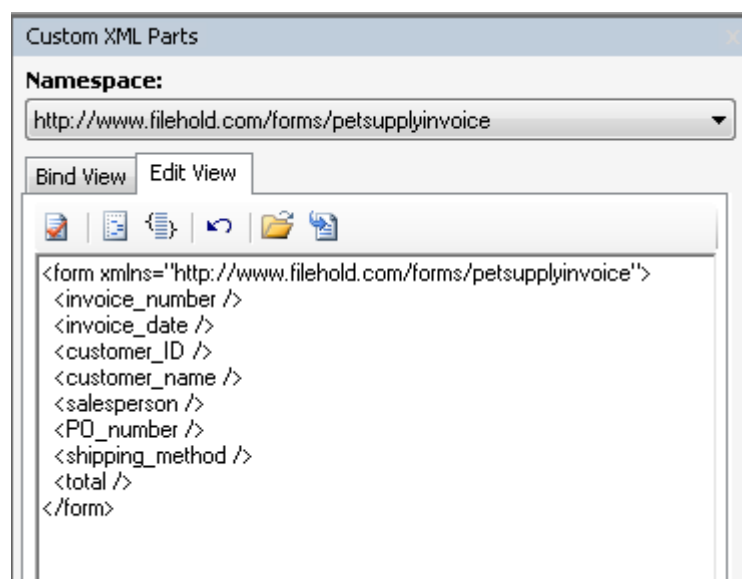 Custom XML Parts
Namespace:
http://www.filehold.com/forms/petsupplyinvoice
Bind View
Edit View
<form xmlns="http://www.filehold.com/forms/petsupplyinvoice">
<invoice_number />
<invoice_date />
<customer_ID />
<customer_name />
<salesperson />
<PO_number />
<shipping_method />
<total />
</form>